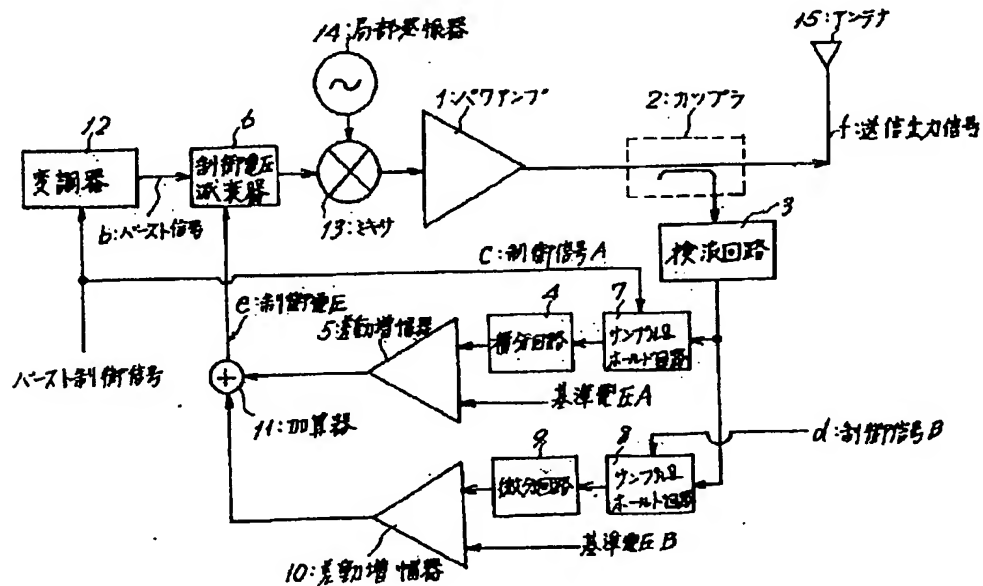 14:局部発振器
15:アンテナ
1:パワアンプ
2:カップラ
12
6
f:送信出力信号
変調器
制御電圧
減衰器
3
b:バースト信号
13:ミキサ
検波回路
C:制御信号A
e:制御電圧
4
7
5:差動増幅器
積分回路
サンプル&
ホールド回路
バースト制御信号
基準電圧A
11:加算器
d:制御信号B
9
8
微分回路
サンプル&
ホールド回路
基準電圧B
10:差動増幅器